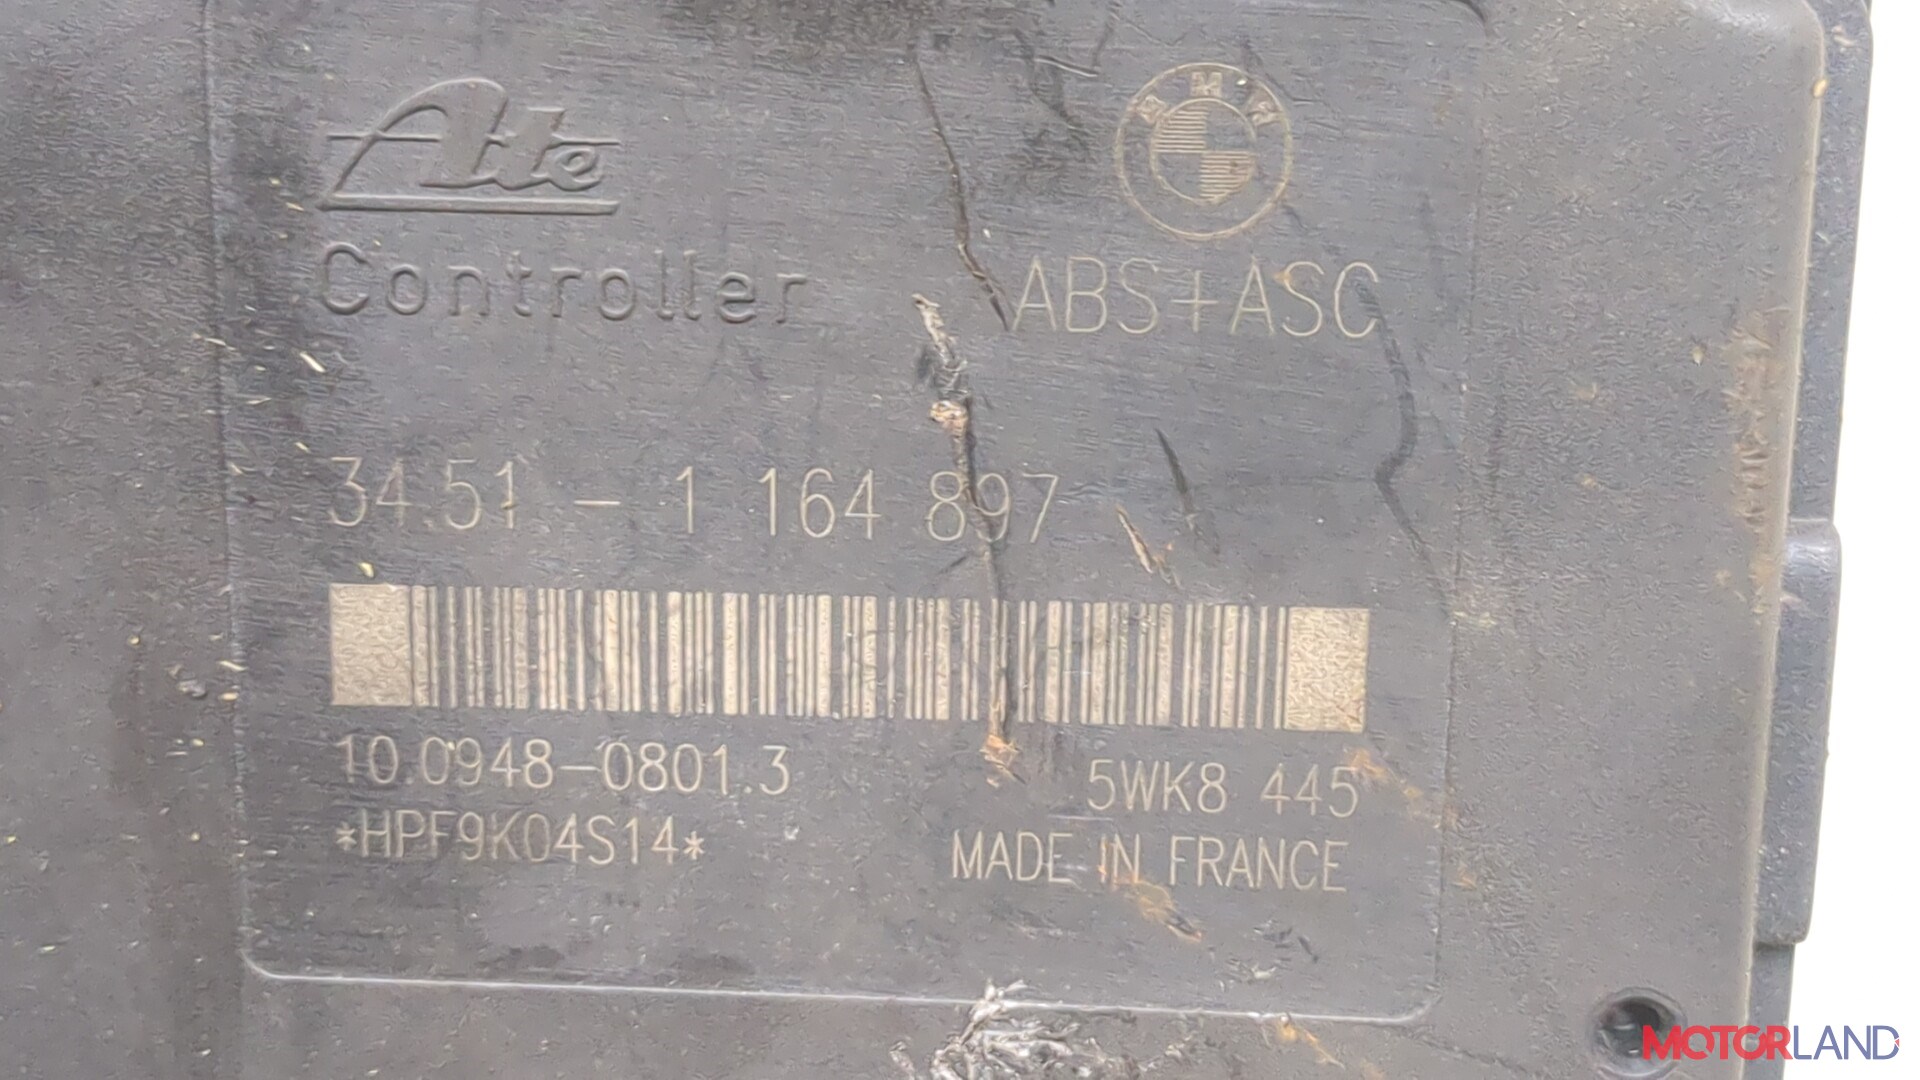 Ate
BMW
Controller
ABS+ASC
34.51 - 1 164 897
10.0948-0801.3
5WK8 445
*HPF9K04S14*
MADE IN FRANCE
MOTORLAND